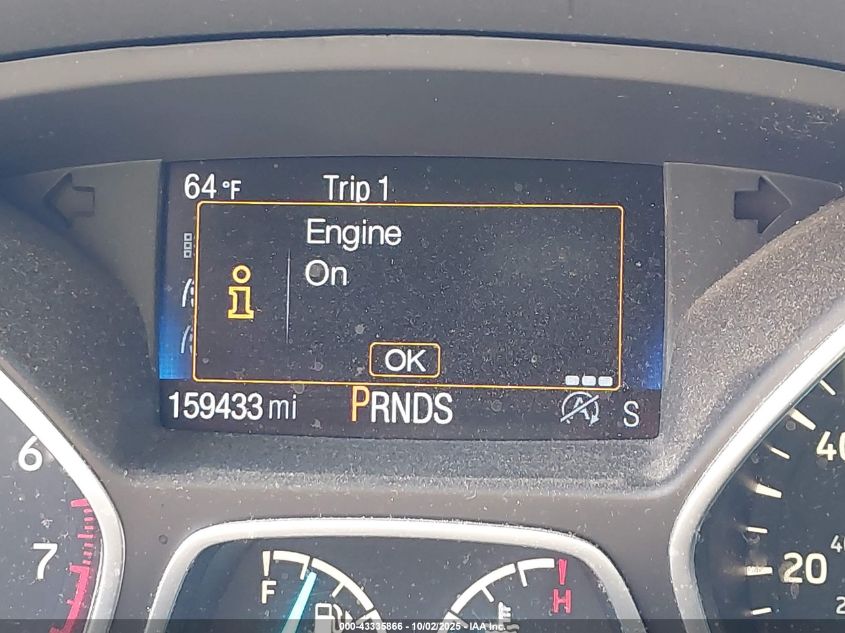 64 °F Trip 1
Engine
On
OK
159433 mi PRNDS S
6
7
F
H
40
20
000-43335866 - 10/02/2025 - IAA Inc.